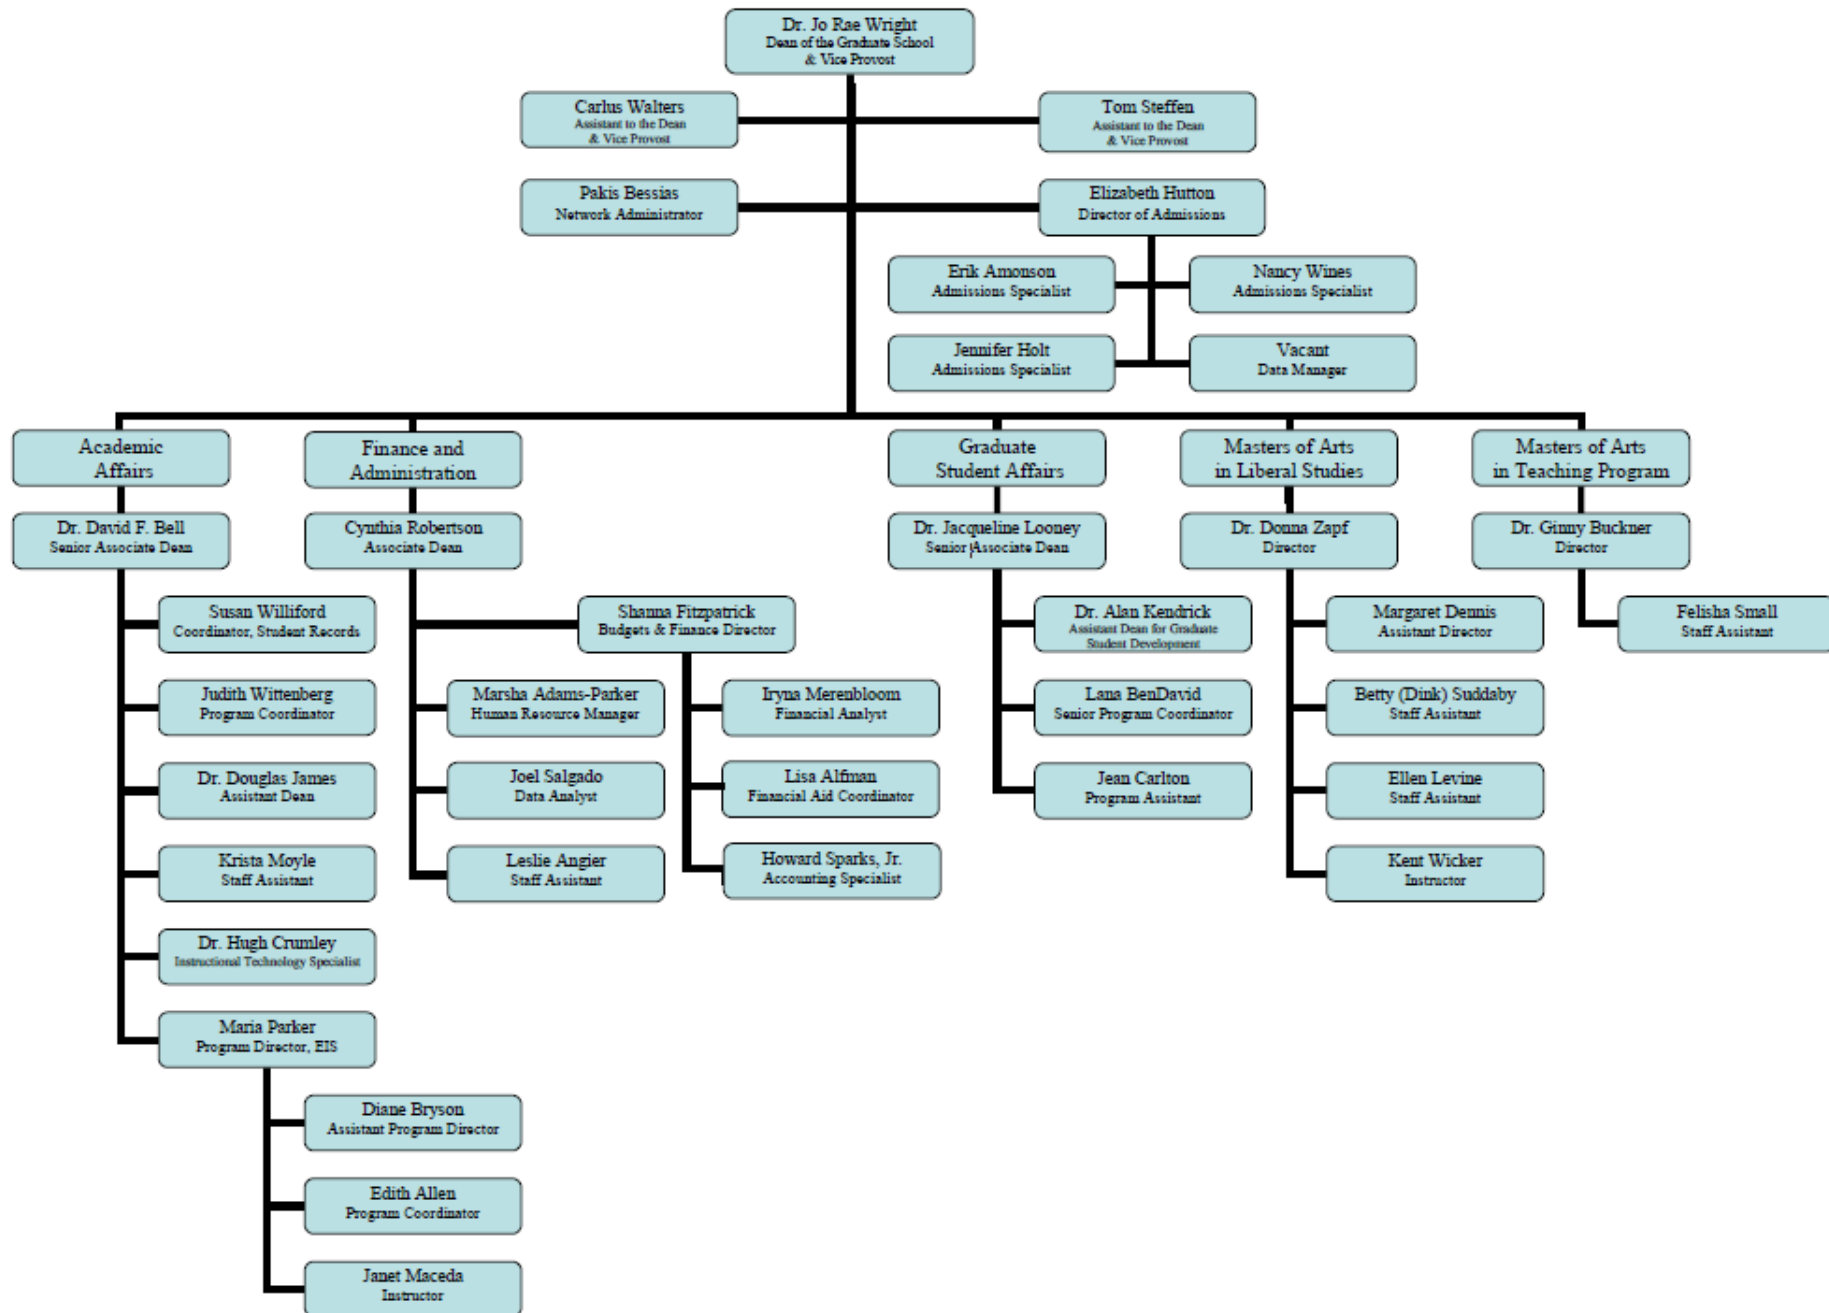 Dr. Jo Rae Wright
Dean of the Graduate School
& Vice Provost
Carlus Walters
Assistant to the Dean
& Vice Provost
Tom Steffen
Assistant to the Dean
& Vice Provost
Pakis Bessias
Network Administrator
Elizabeth Hutton
Director of Admissions
Erik Amonson
Admissions Specialist
Nancy Wines
Admissions Specialist
Jennifer Holt
Admissions Specialist
Vacant
Data Manager
Academic
Affairs
Dr. David F. Bell
Senior Associate Dean
Susan Williford
Coordinator, Student Records
Judith Wittenberg
Program Coordinator
Dr. Douglas James
Assistant Dean
Krista Moyle
Staff Assistant
Dr. Hugh Crumley
Instructional Technology Specialist
Maria Parker
Program Director, EIS
Diane Bryson
Assistant Program Director
Edith Allen
Program Coordinator
Janet Maceda
Instructor
Finance and
Administration
Cynthia Robertson
Associate Dean
Shanna Fitzpatrick
Budgets & Finance Director
Marsha Adams-Parker
Human Resource Manager
Joel Salgado
Data Analyst
Leslie Angier
Staff Assistant
Iryna Merenbloom
Financial Analyst
Lisa Alfman
Financial Aid Coordinator
Howard Sparks, Jr.
Accounting Specialist
Graduate
Student Affairs
Dr. Jacqueline Looney
Senior Associate Dean
Dr. Alan Kendrick
Assistant Dean for Graduate
Student Development
Lana BenDavid
Senior Program Coordinator
Jean Carlton
Program Assistant
Masters of Arts
in Liberal Studies
Dr. Donna Zapf
Director
Margaret Dennis
Assistant Director
Betty (Dink) Suddaby
Staff Assistant
Ellen Levine
Staff Assistant
Kent Wicker
Instructor
Masters of Arts
in Teaching Program
Dr. Ginny Buckner
Director
Felisha Small
Staff Assistant